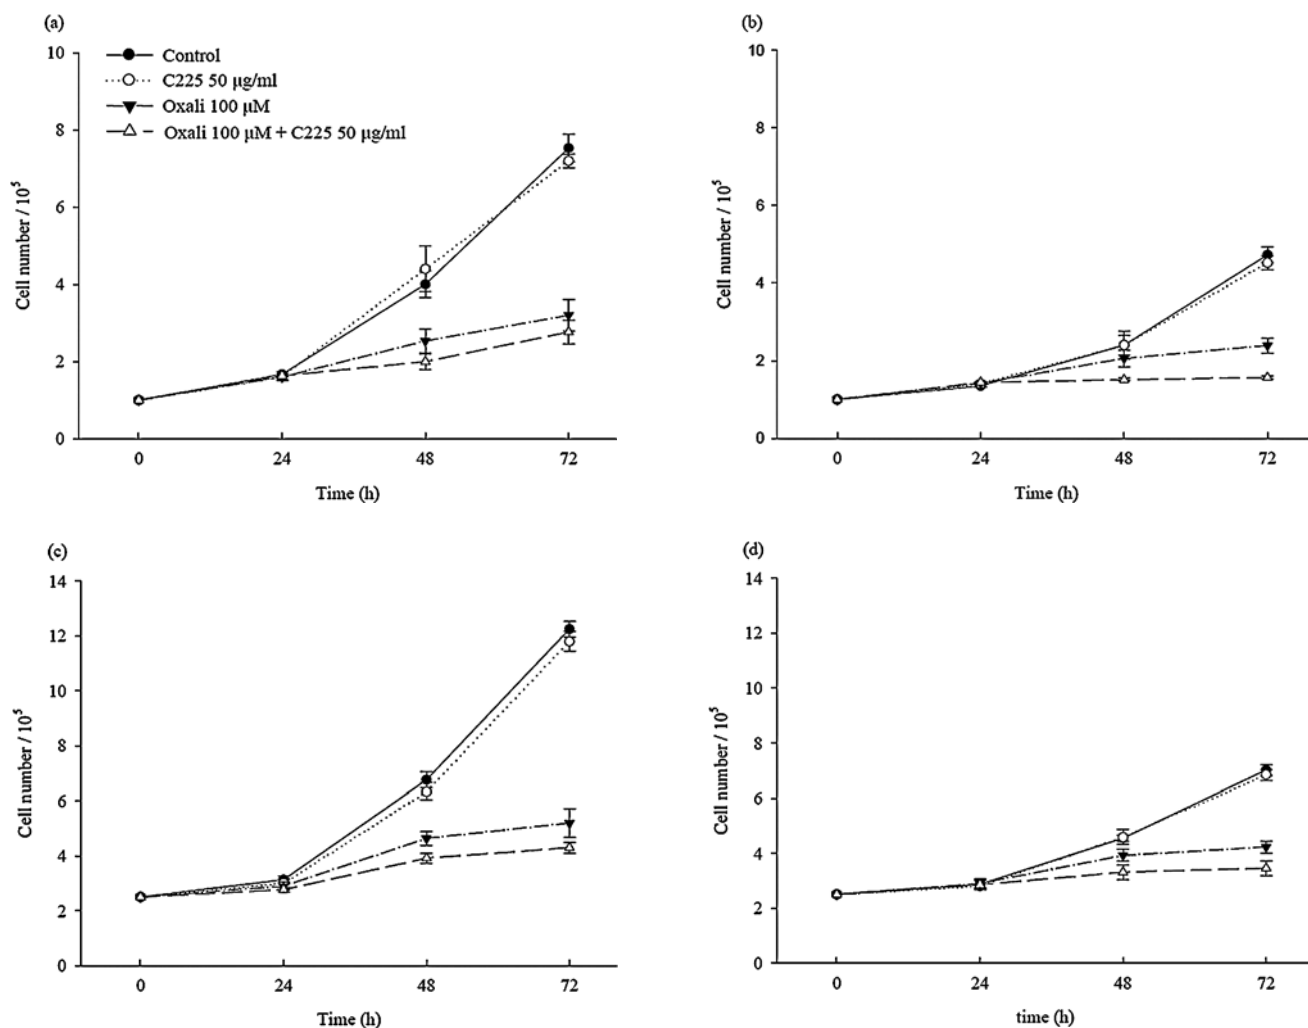 (a)
10
8
6
4
2
0
Cell number / 10⁵
Control
C225 50 µg/ml
Oxali 100 µM
Oxali 100 µM + C225 50 µg/ml
0 24 48 72
Time (h)
(b)
10
8
6
4
2
0
Cell number / 10⁵
0 24 48 72
Time (h)
(c)
14
12
10
8
6
4
2
0
Cell number / 10⁵
0 24 48 72
Time (h)
(d)
14
12
10
8
6
4
2
0
Cell number / 10⁵
0 24 48 72
time (h)